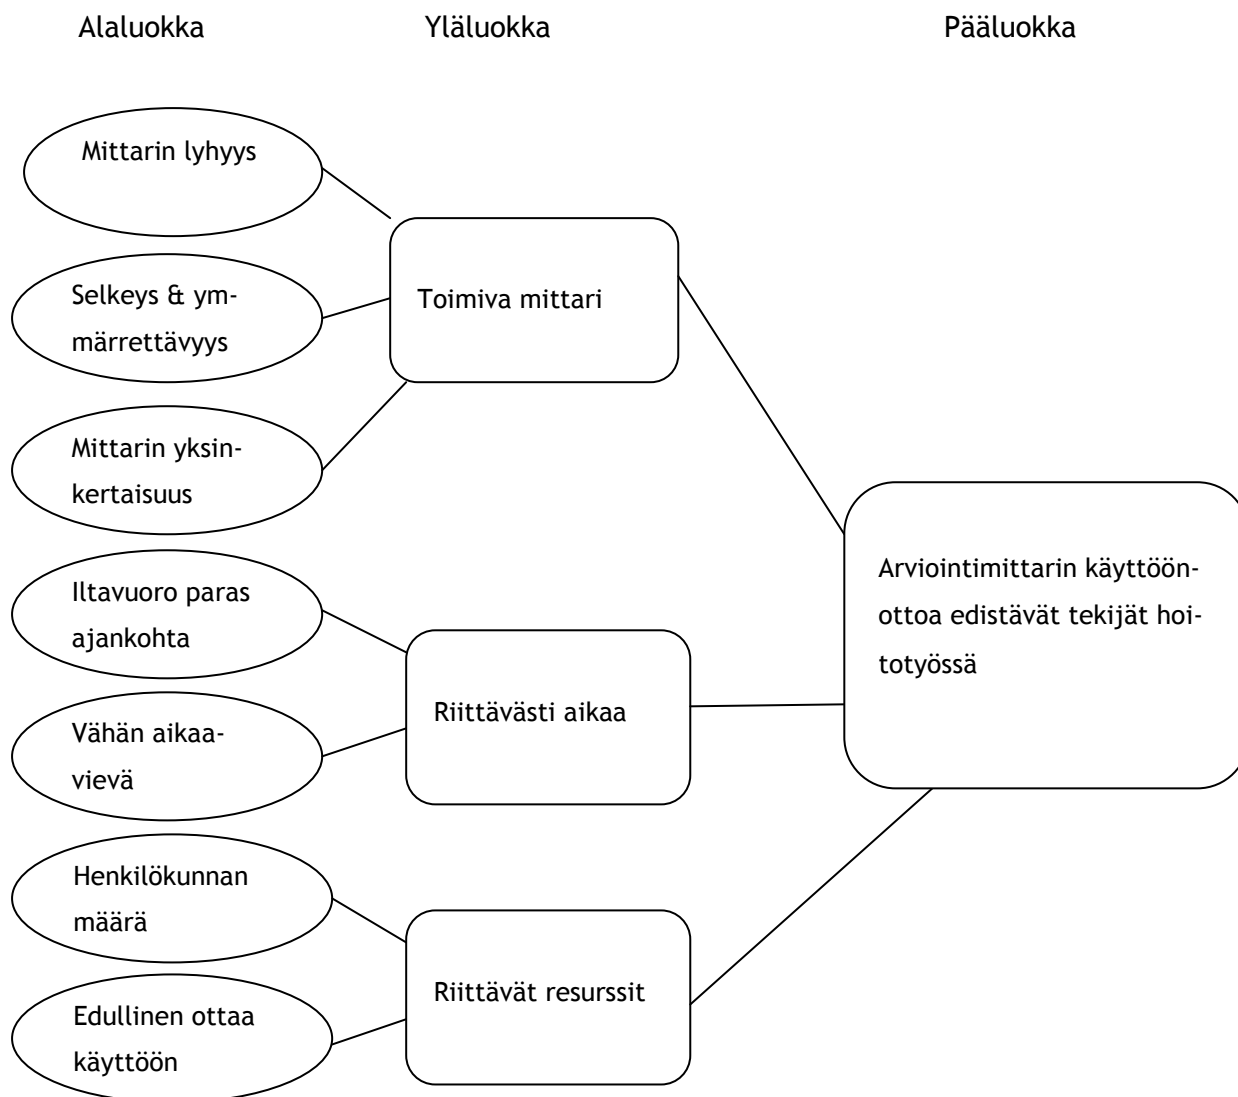 Alaluokka Yläluokka Pääluokka
Mittarin lyhyys
Selkeys & ym-
märrettävyys
Mittarin yksin-
kertaisuus
Iltavuoro paras
ajankohta
Vähän aikaa-
vievä
Henkilökunnan
määrä
Edullinen ottaa
käyttöön
Toimiva mittari
Riittävästi aikaa
Riittävät resurssit
Arviointimittarin käyttöön-
ottoa edistävät tekijät hoi-
totyössä